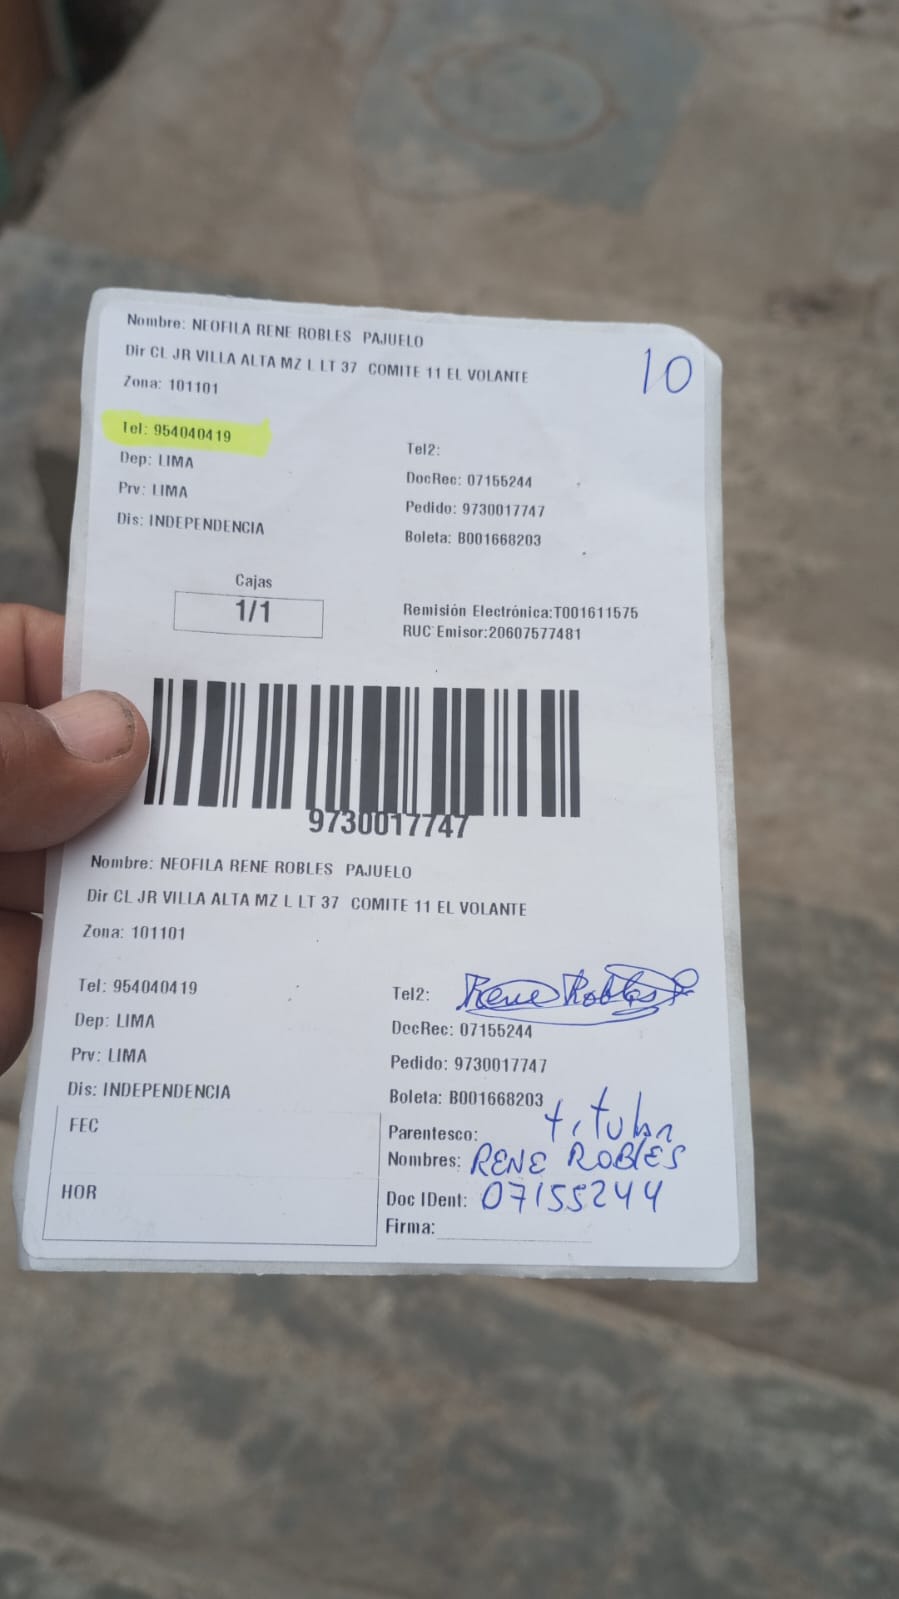 Nombre: NEOFILA RENE ROBLES PAJUELO
Dir CL JR VILLA ALTA MZ L LT 37 COMITE 11 EL VOLANTE
10
Zona: 101101
Tel: 954040419
Tel2:
Dep: LIMA
DocRec: 07155244
Prv: LIMA
Pedido: 9730017747
Dis: INDEPENDENCIA
Boleta: B001668203
Cajas
1/1
Remisión Electrónica:T001611575
RUC Emisor:20607577481
9730017747
Nombre: NEOFILA RENE ROBLES PAJUELO
Dir CL JR VILLA ALTA MZ L LT 37 COMITE 11 EL VOLANTE
Zona: 101101
Tel: 954040419
Tel2: Rene Robles
Dep: LIMA
DocRec: 07155244
Prv: LIMA
Pedido: 9730017747
Dis: INDEPENDENCIA
Boleta: B001668203
FEC
Parentesco: titular
Nombres: RENE ROBLES
HOR
Doc IDent: 07155244
Firma: